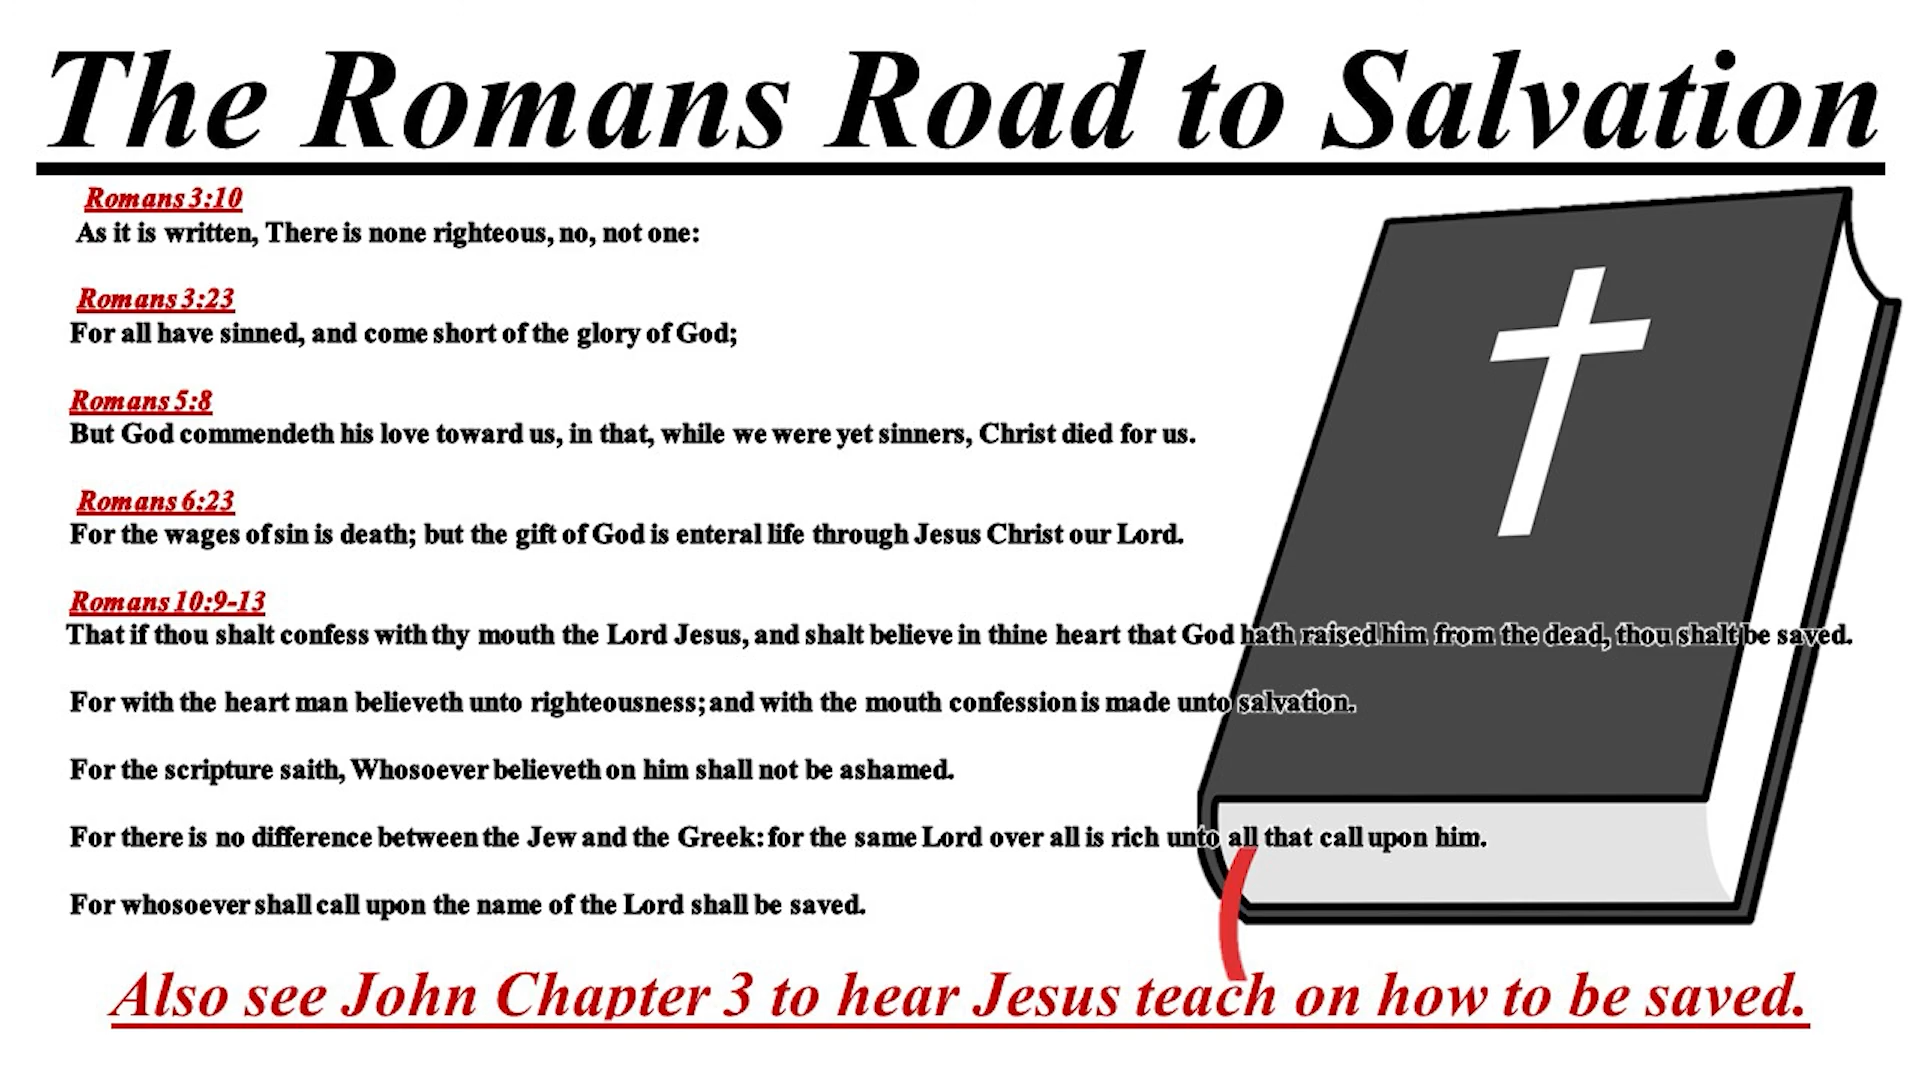 The Romans Road to Salvation
Romans 3:10
As it is written, There is none righteous, no, not one:
Romans 3:23
For all have sinned, and come short of the glory of God;
Romans 5:8
But God commendeth his love toward us, in that, while we were yet sinners, Christ died for us.
Romans 6:23
For the wages of sin is death; but the gift of God is enteral life through Jesus Christ our Lord.
Romans 10:9-13
That if thou shalt confess with thy mouth the Lord Jesus, and shalt believe in thine heart that God hath raised him from the dead, thou shalt be saved.
For with the heart man believeth unto righteousness; and with the mouth confession is made unto salvation.
For the scripture saith, Whosoever believeth on him shall not be ashamed.
For there is no difference between the Jew and the Greek: for the same Lord over all is rich unto all that call upon him.
For whosoever shall call upon the name of the Lord shall be saved.
Also see John Chapter 3 to hear Jesus teach on how to be saved.